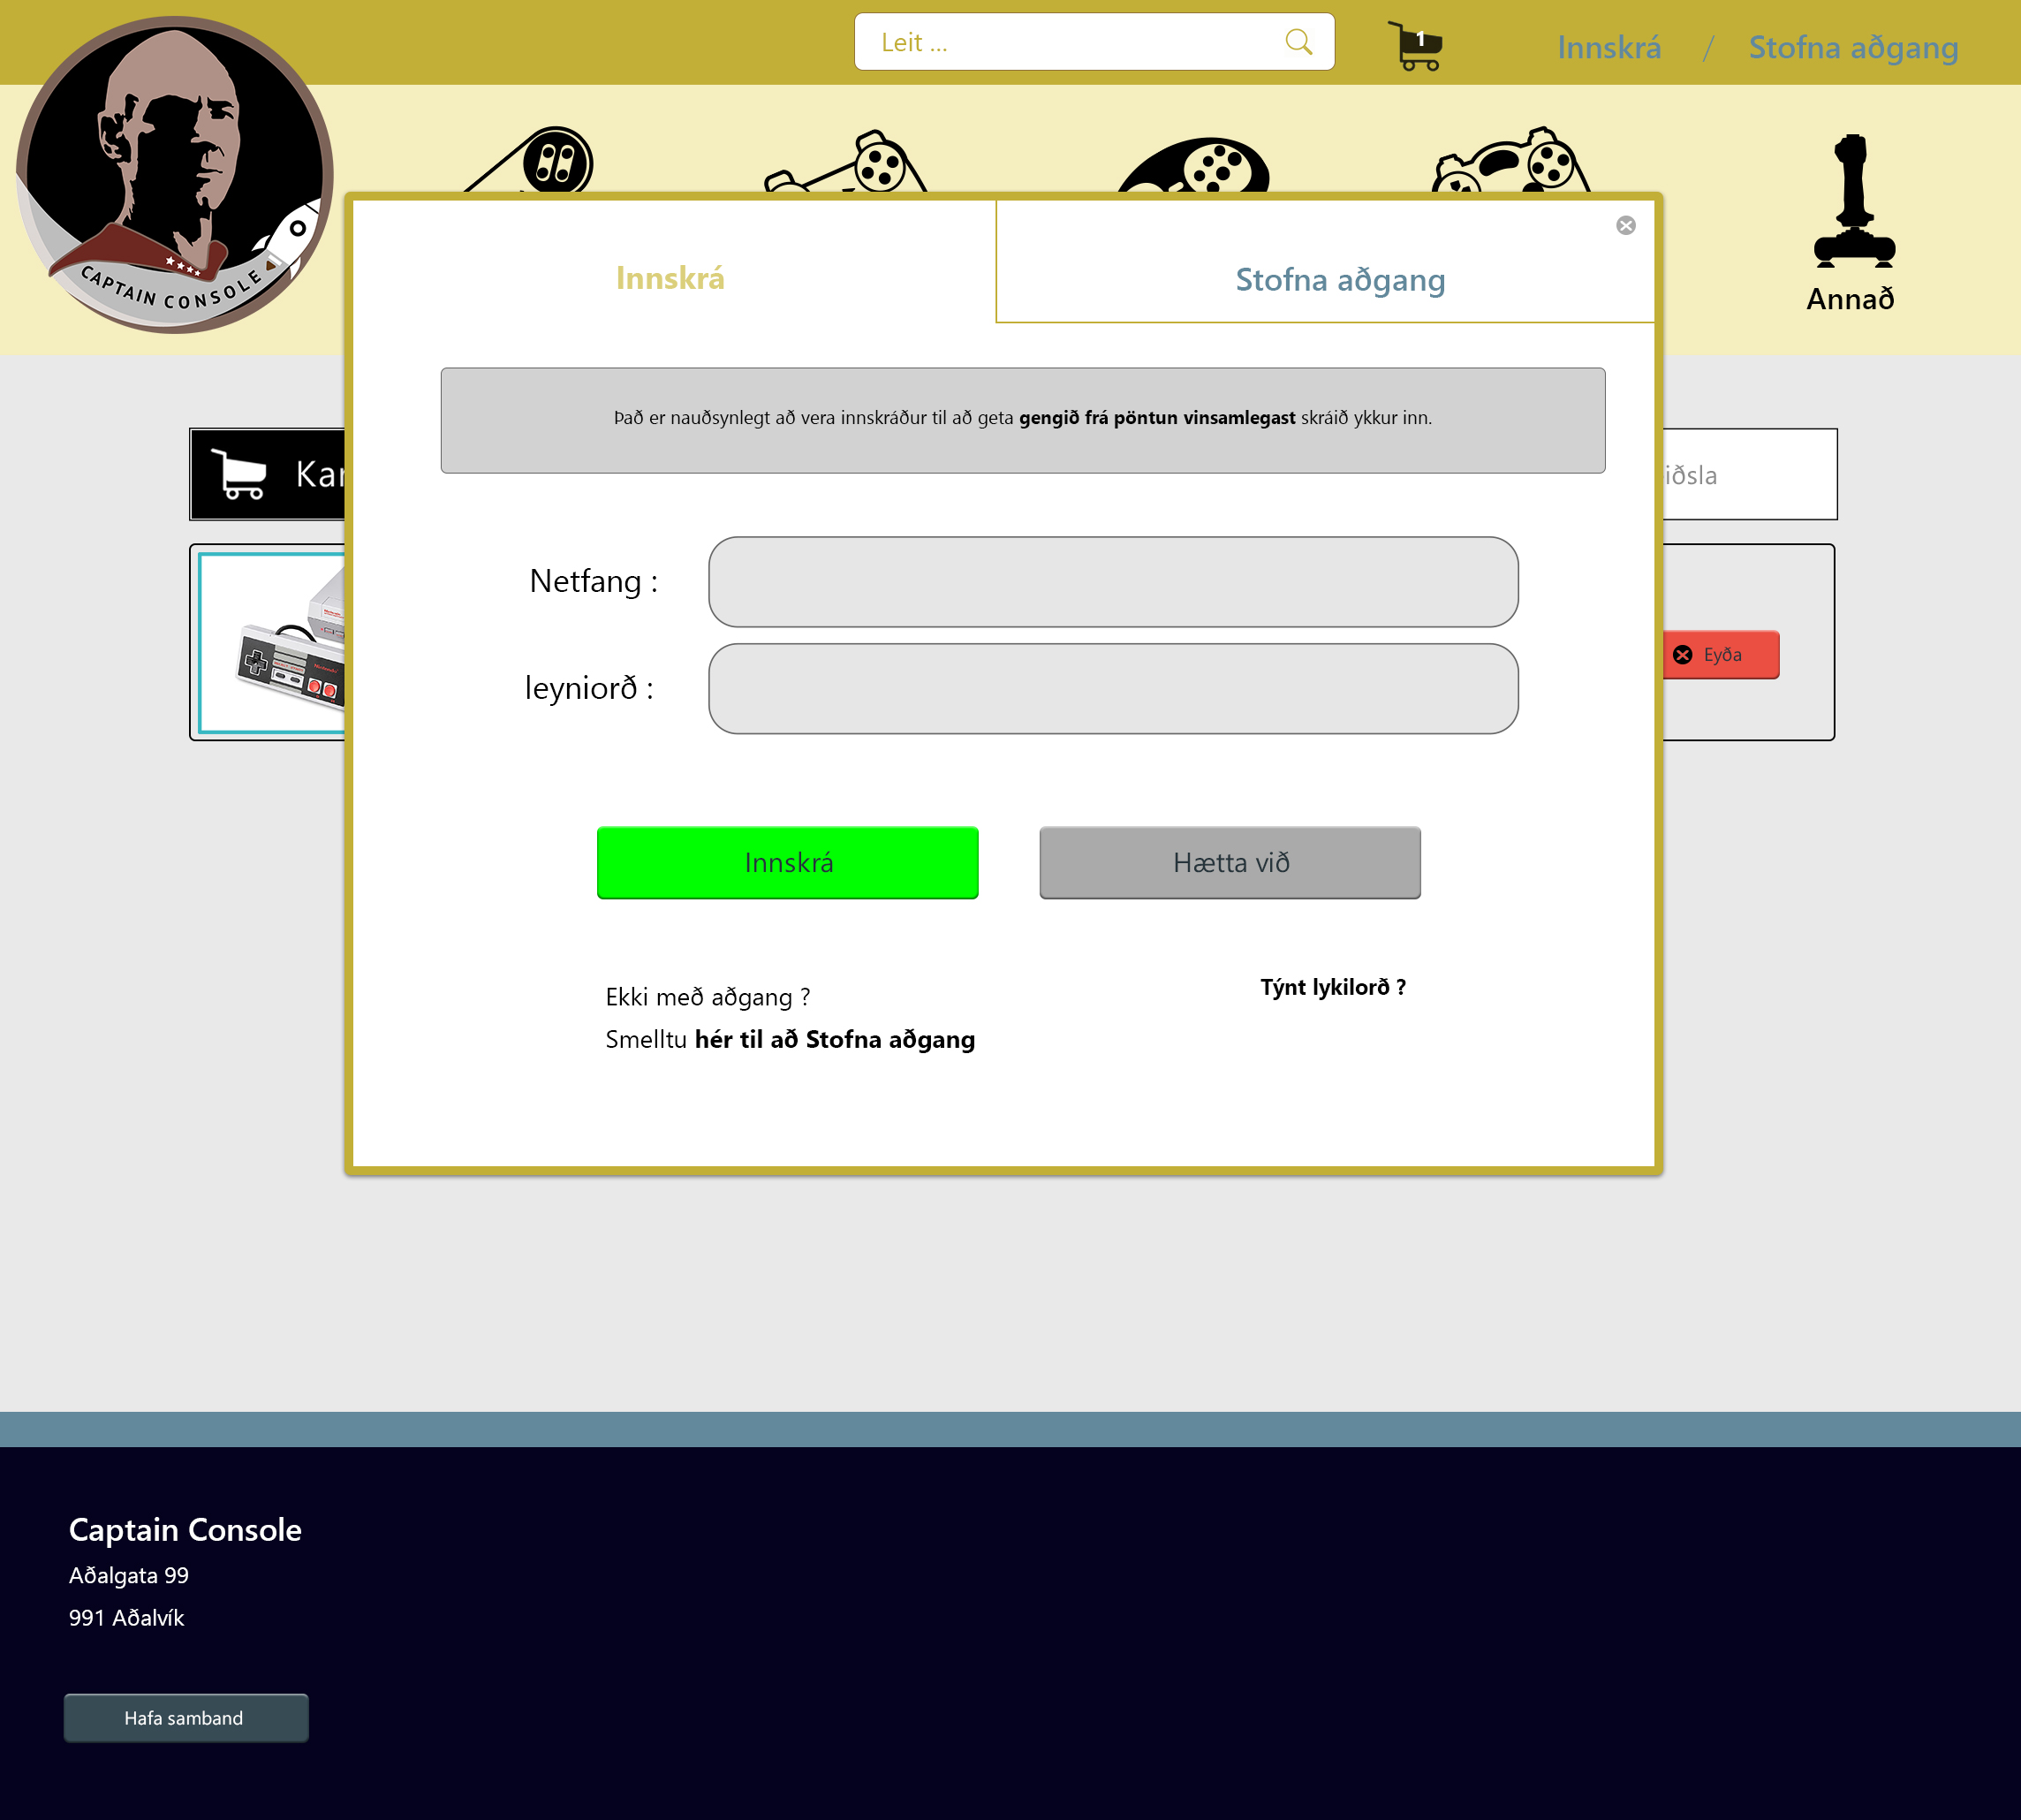 Leit ...
1
Innskrá / Stofna aðgang
CAPTAIN CONSOLE
Annað
Innskrá
Stofna aðgang
Það er nauðsynlegt að vera innskráður til að geta gengið frá pöntun vinsamlegast skráið ykkur inn.
Netfang :
leyniorð :
Eyða
Innskrá
Hætta við
Ekki með aðgang ?
Týnt lykilorð ?
Smelltu hér til að Stofna aðgang
Captain Console
Aðalgata 99
991 Aðalvík
Hafa samband